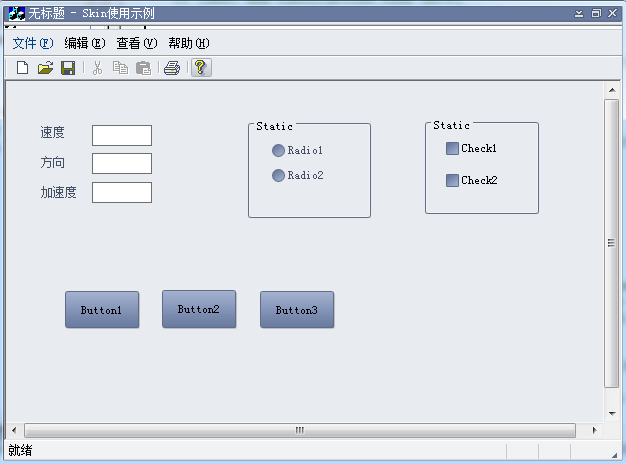 无标题 - Skin使用示例
文件(F) 编辑(E) 查看(V) 帮助(H)
速度
方向
加速度
Static
Radio1
Radio2
Static
Check1
Check2
Button1 Button2 Button3
就绪